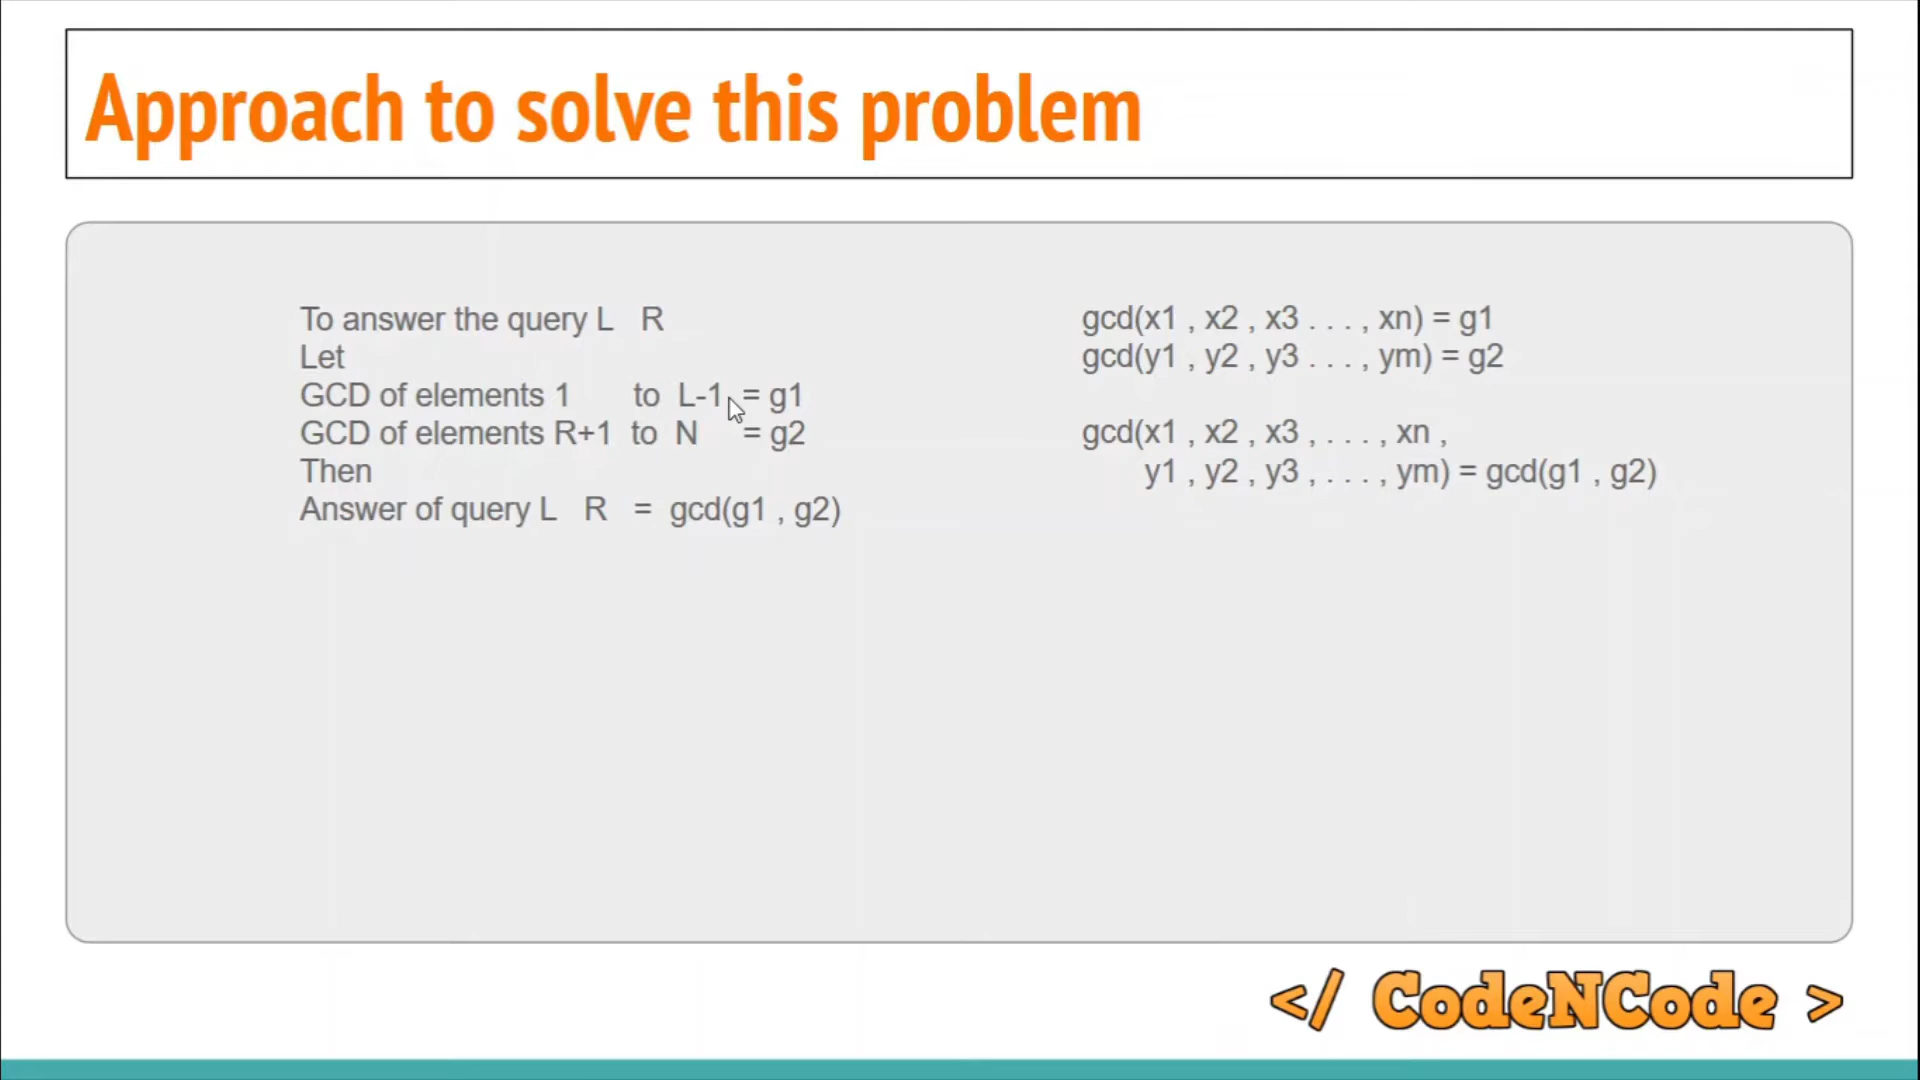 Approach to solve this problem
To answer the query L R
Let
GCD of elements 1 to L-1 = g1
GCD of elements R+1 to N = g2
Then
Answer of query L R = gcd(g1 , g2)
gcd(x1 , x2 , x3 . . . , xn) = g1
gcd(y1 , y2 , y3 . . . , ym) = g2
gcd(x1 , x2 , x3 , . . . , xn ,
y1 , y2 , y3 , . . . , ym) = gcd(g1 , g2)
</ CodeNCode >